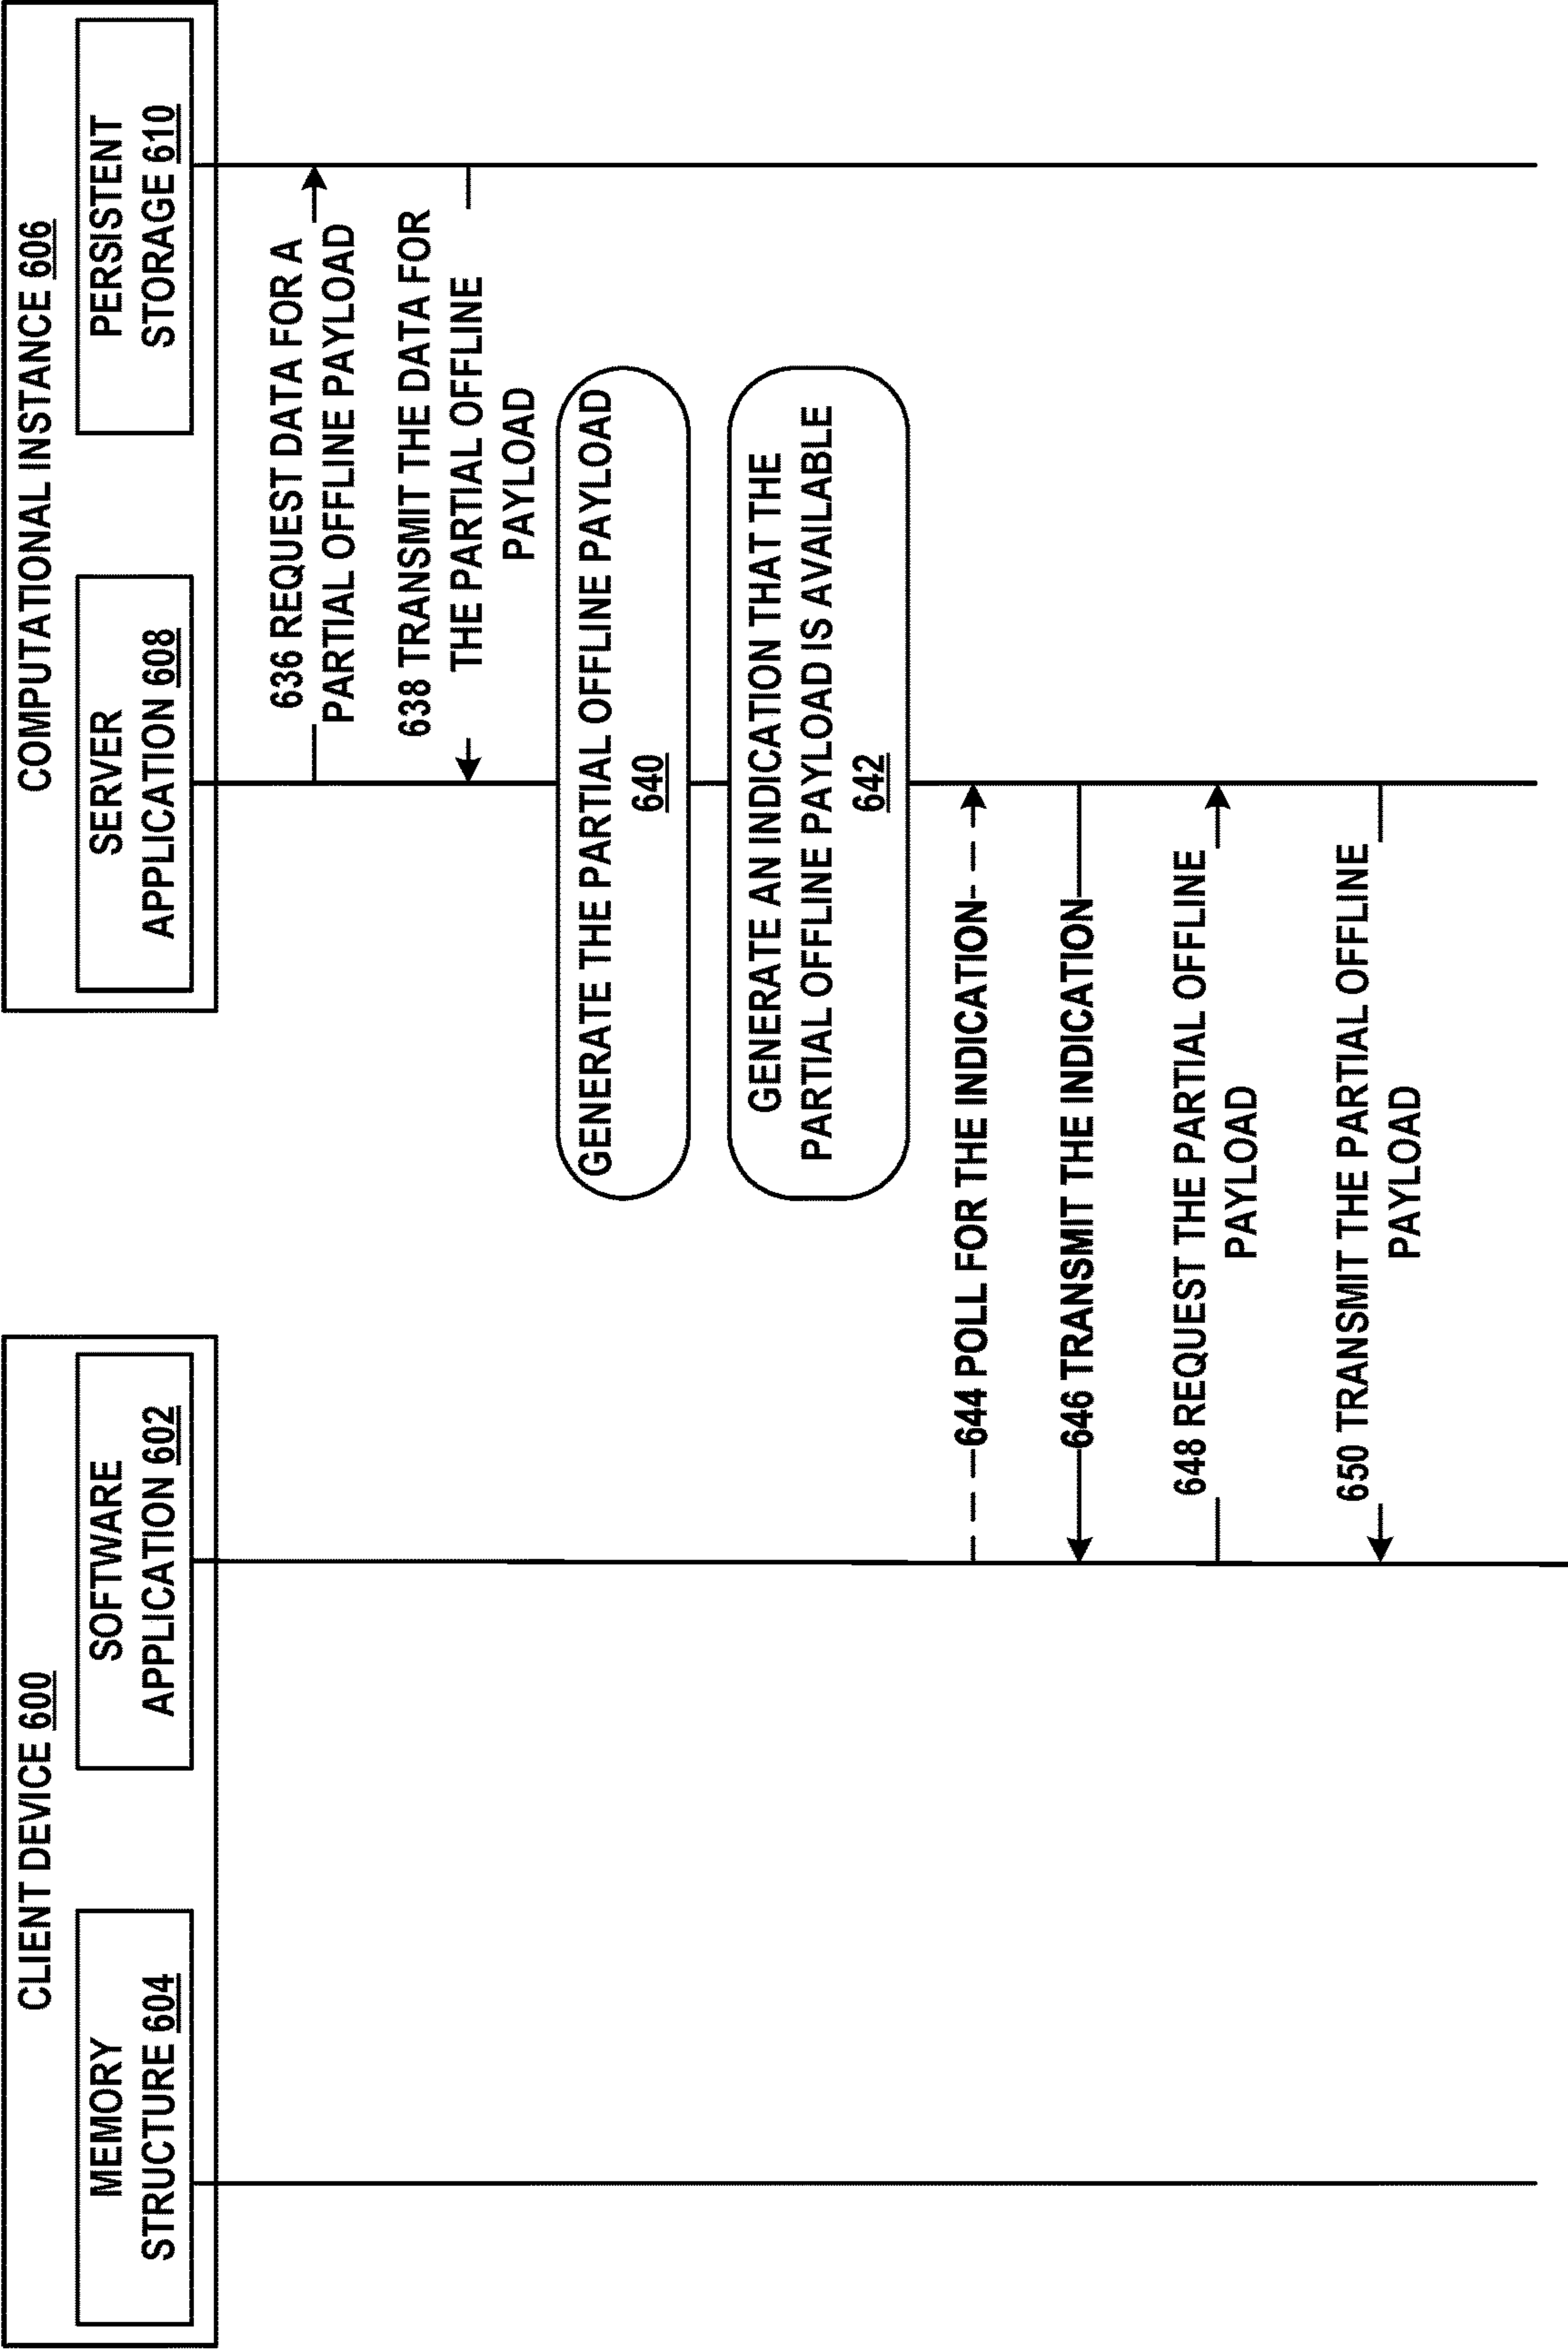 CLIENT DEVICE 600
MEMORY
STRUCTURE 604
SOFTWARE
APPLICATION 602
COMPUTATIONAL INSTANCE 606
SERVER
APPLICATION 608
PERSISTENT
STORAGE 610
636 REQUEST DATA FOR A
PARTIAL OFFLINE PAYLOAD
638 TRANSMIT THE DATA FOR
THE PARTIAL OFFLINE
PAYLOAD
GENERATE THE PARTIAL OFFLINE PAYLOAD
640
GENERATE AN INDICATION THAT THE
PARTIAL OFFLINE PAYLOAD IS AVAILABLE
642
644 POLL FOR THE INDICATION
646 TRANSMIT THE INDICATION
648 REQUEST THE PARTIAL OFFLINE
PAYLOAD
650 TRANSMIT THE PARTIAL OFFLINE
PAYLOAD